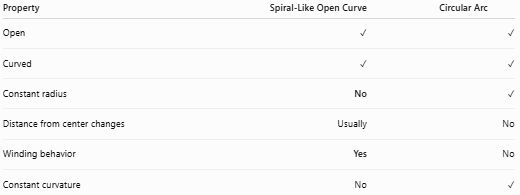 Property Spiral-Like Open Curve Circular Arc
Open ✓ ✓
Curved ✓ ✓
Constant radius No ✓
Distance from center changes Usually No
Winding behavior Yes No
Constant curvature No ✓